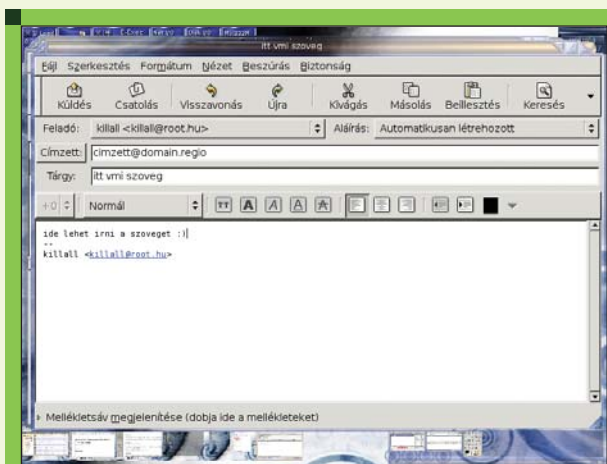 itt vmi szoveg
Fájl Szerkesztés Formátum Nézet Beszúrás Biztonság
Küldés Csatolás Visszavonás Újra Kivágás Másolás Beillesztés Keresés
Feladó: killall <killall@root.hu> Aláírás: Automatikusan létrehozott
Címzett: cimzett@domain.regio
Tárgy: itt vmi szoveg
+0 Normál TT A A A A
ide lehet irni a szoveget :)
--
killall <killall@root.hu>
Mellékletsáv megjelenítése (dobja ide a mellékleteket)